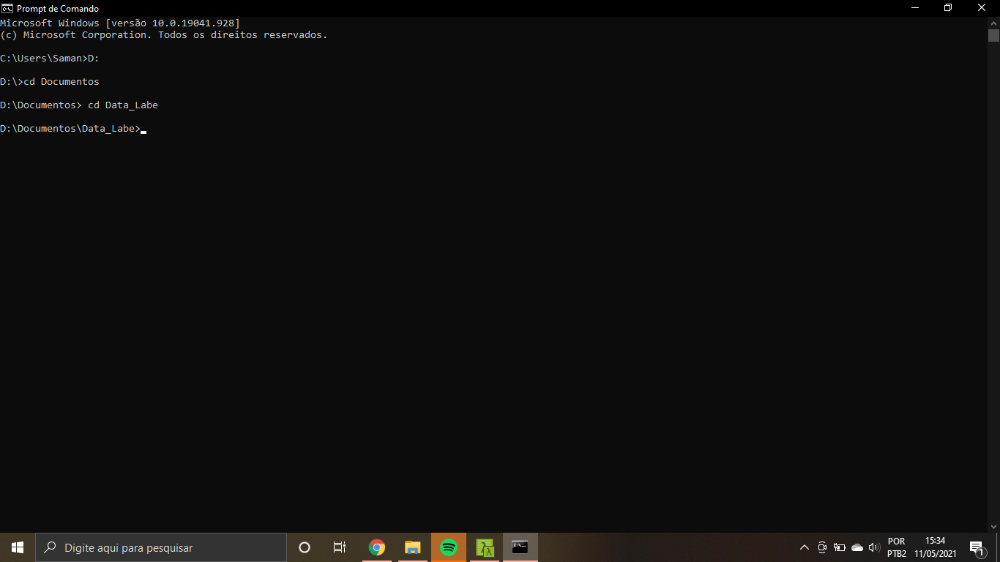 Prompt de Comando
Microsoft Windows [versão 10.0.19041.928]
(c) Microsoft Corporation. Todos os direitos reservados.
C:\Users\Saman>D:
D:\>cd Documentos
D:\Documentos> cd Data_Labe
D:\Documentos\Data_Labe>
Digite aqui para pesquisar
POR
PTB2
15:34
11/05/2021
1